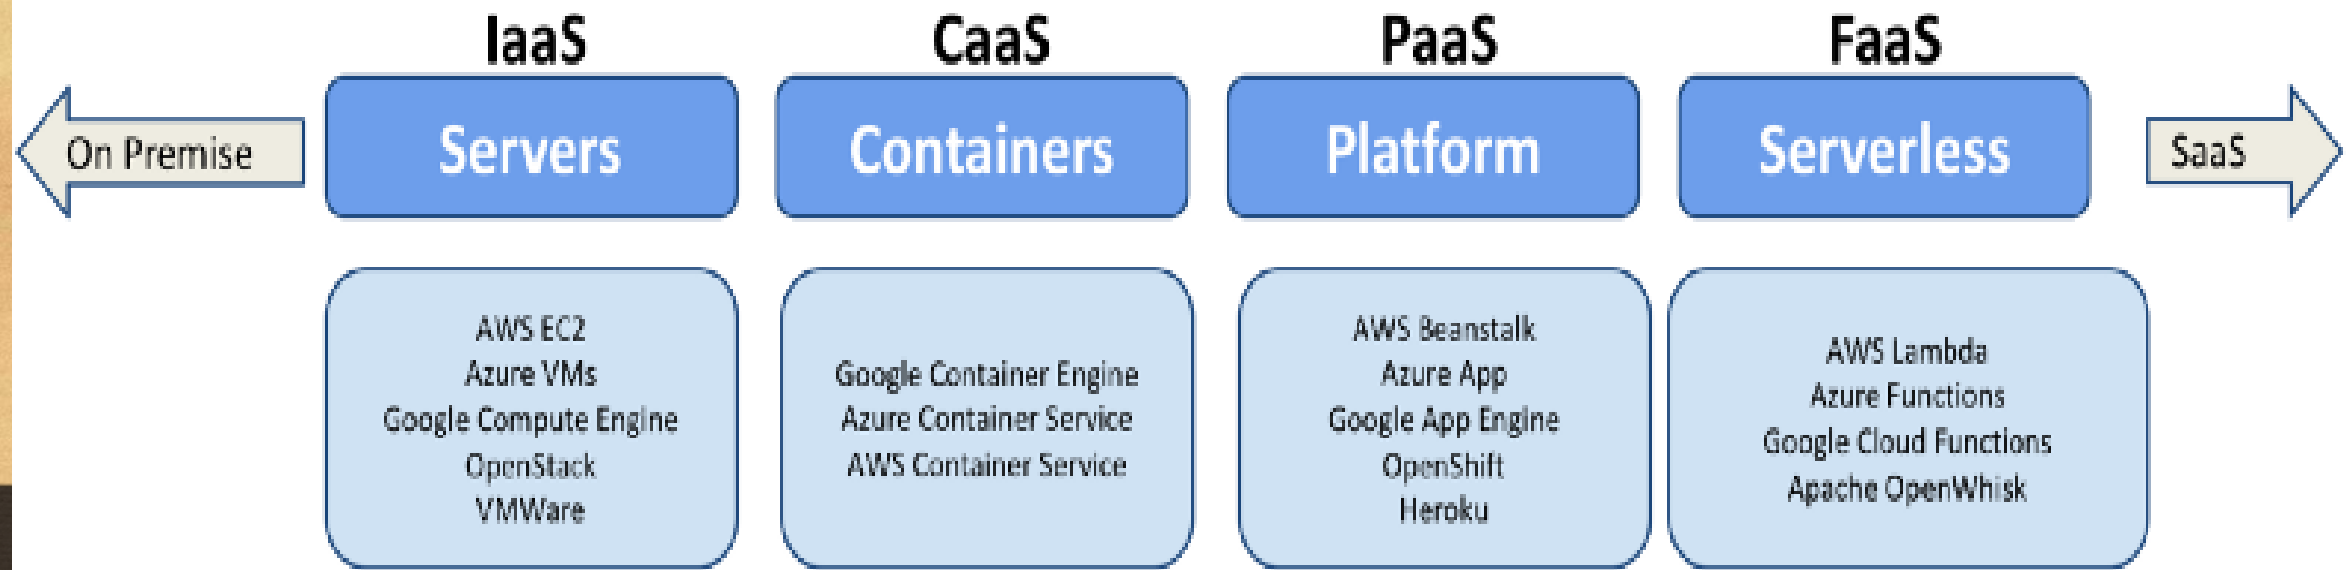 IaaS
CaaS
PaaS
FaaS
On Premise
Servers
Containers
Platform
Serverless
SaaS
AWS EC2
Azure VMs
Google Compute Engine
OpenStack
VMWare
Google Container Engine
Azure Container Service
AWS Container Service
AWS Beanstalk
Azure App
Google App Engine
OpenShift
Heroku
AWS Lambda
Azure Functions
Google Cloud Functions
Apache OpenWhisk